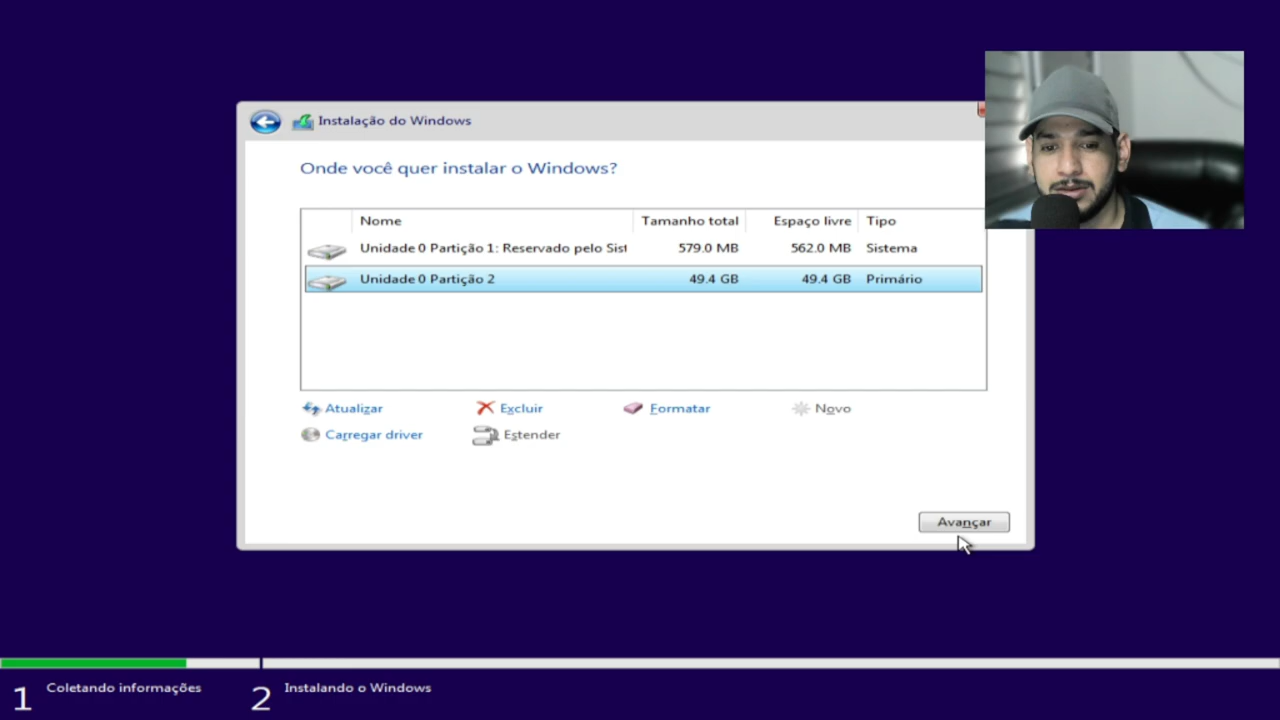 Instalação do Windows
Onde você quer instalar o Windows?
Nome Tamanho total Espaço livre Tipo
Unidade 0 Partição 1: Reservado pelo Sist 579.0 MB 562.0 MB Sistema
Unidade 0 Partição 2 49.4 GB 49.4 GB Primário
Atualizar Excluir Formatar Novo
Carregar driver Estender
Avançar
1 Coletando informações 2 Instalando o Windows